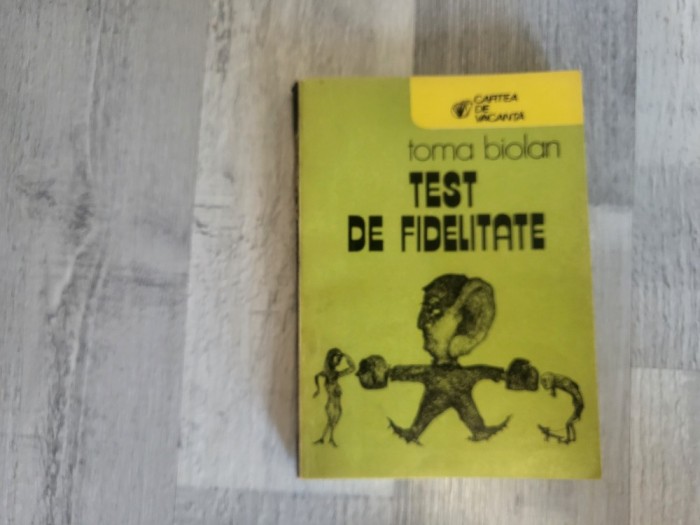 CARTEA
DE
VACANȚĂ
toma biolan
TEST
DE FIDELITATE